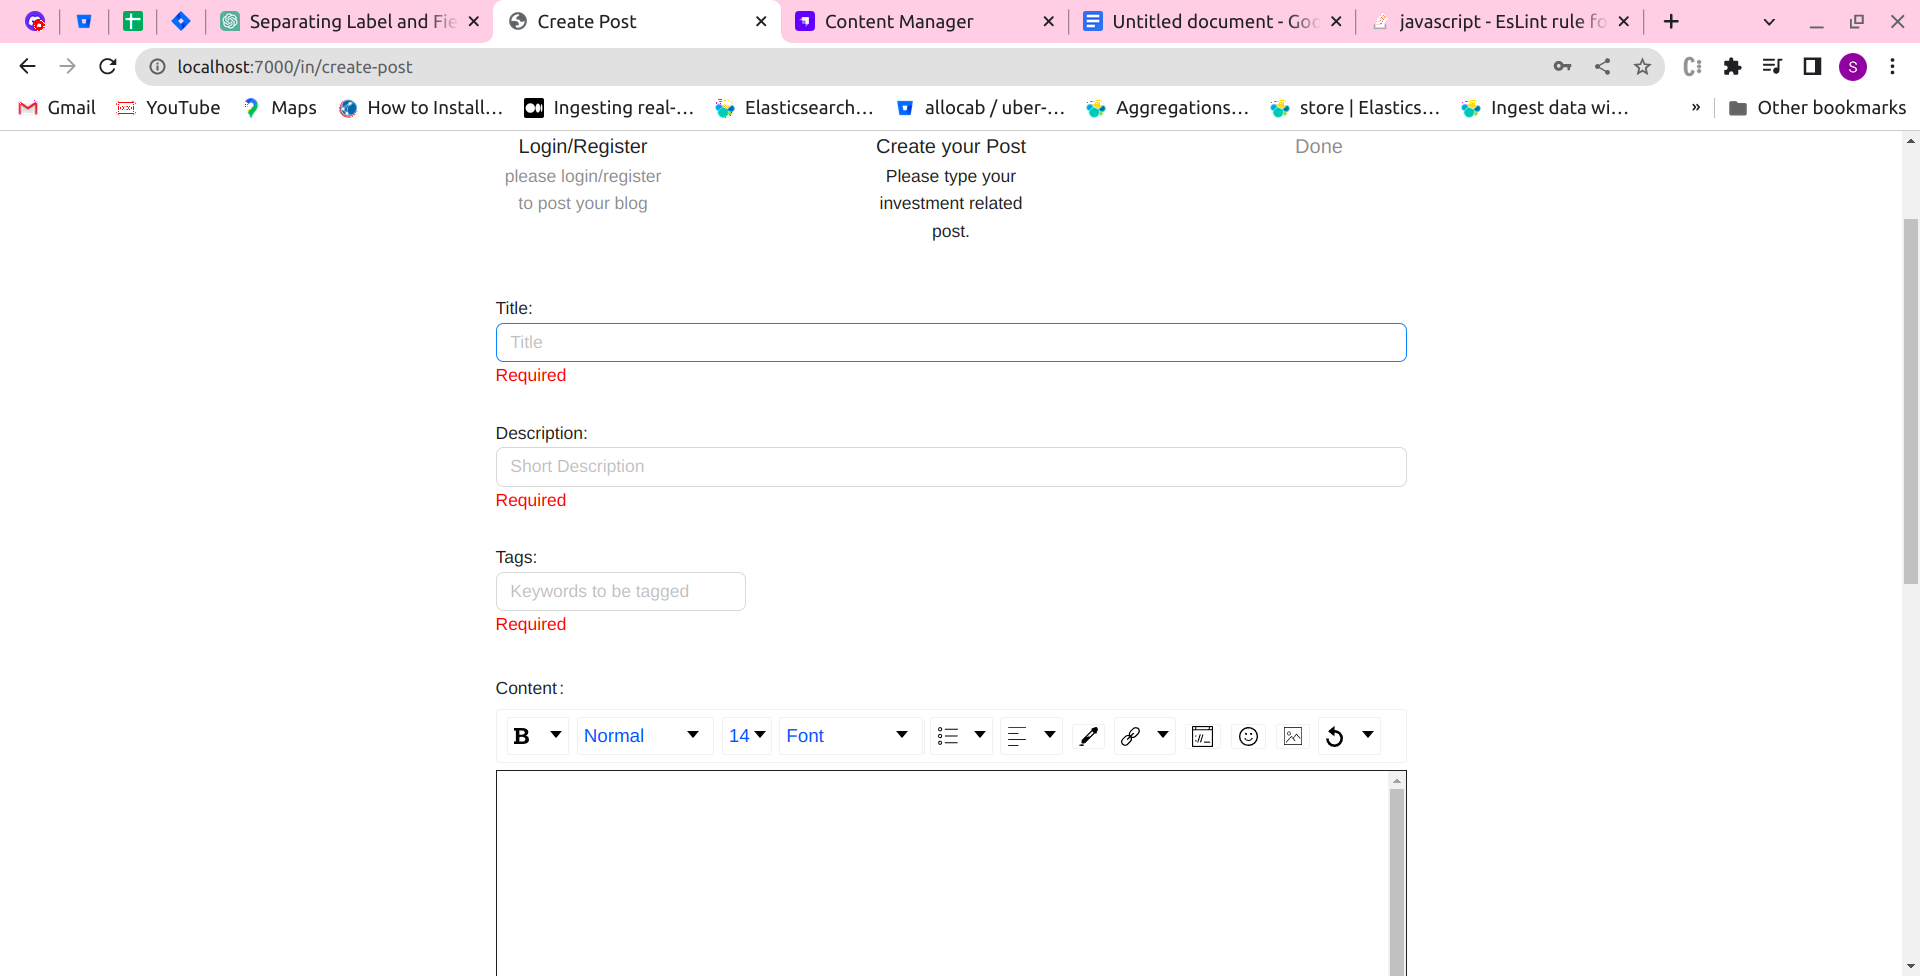 Separating Label and Fie
Create Post
Content Manager
Untitled document - Goo
javascript - EsLint rule fo
localhost:7000/in/create-post
S
Gmail
YouTube
Maps
How to Install...
Ingesting real-...
Elasticsearch...
allocab / uber-...
Aggregations...
store | Elastics...
Ingest data wi...
»
Other bookmarks
Login/Register
please login/register
to post your blog
Create your Post
Please type your
investment related
post.
Done
Title:
Title
Required
Description:
Short Description
Required
Tags:
Keywords to be tagged
Required
Content:
B
Normal
14
Font